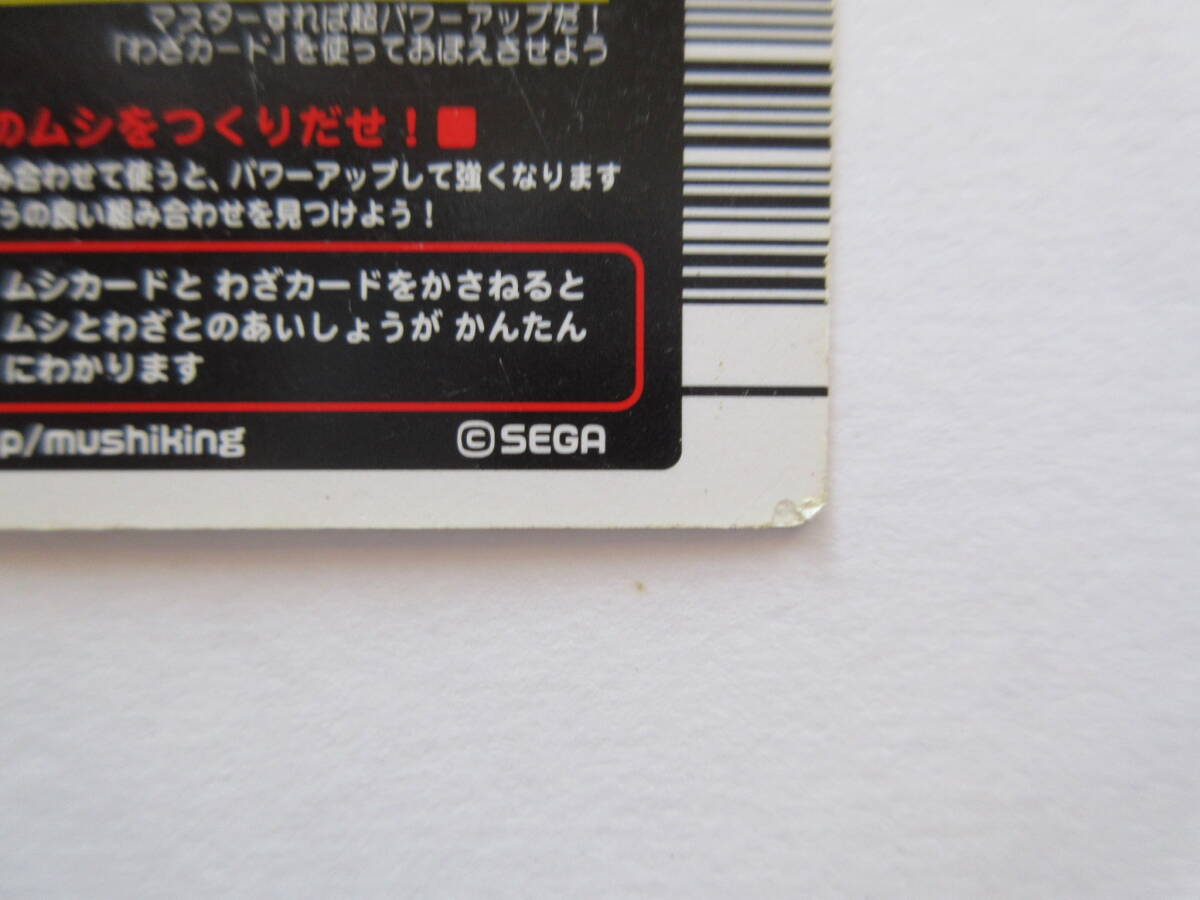 マスターすれば超パワーアップだ！
「わざカード」を使っておぼえさせよう
のムシをつくりだせ！■
み合わせて使うと、パワーアップして強くなります
うの良い組み合わせを見つけよう！
ムシカードと わざカードをかさねると
ムシとわざとのあいしょうが かんたん
にわかります
p/mushiking
©SEGA